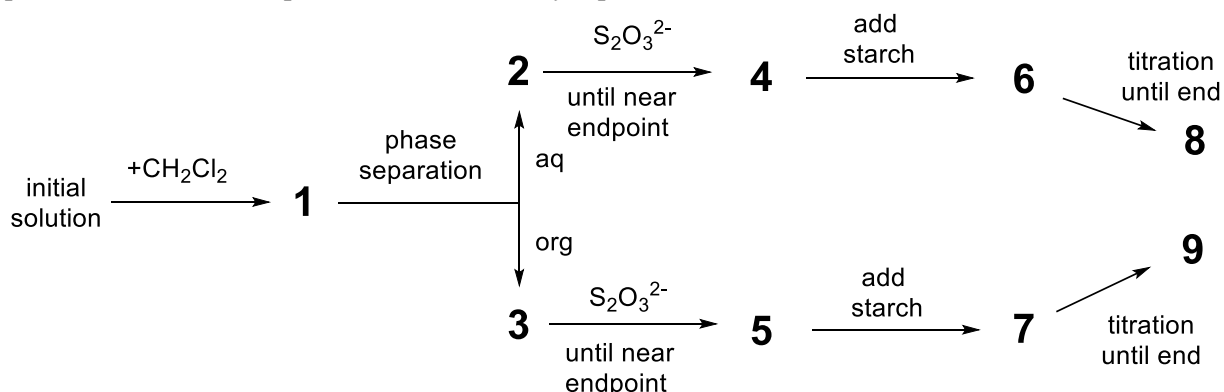 S₂O₃²⁻
until near
endpoint
add
starch
titration
until end
2
4
6
8
initial
solution
+CH₂Cl₂
1
phase
separation
aq
org
3
S₂O₃²⁻
until near
endpoint
5
add
starch
7
9
titration
until end